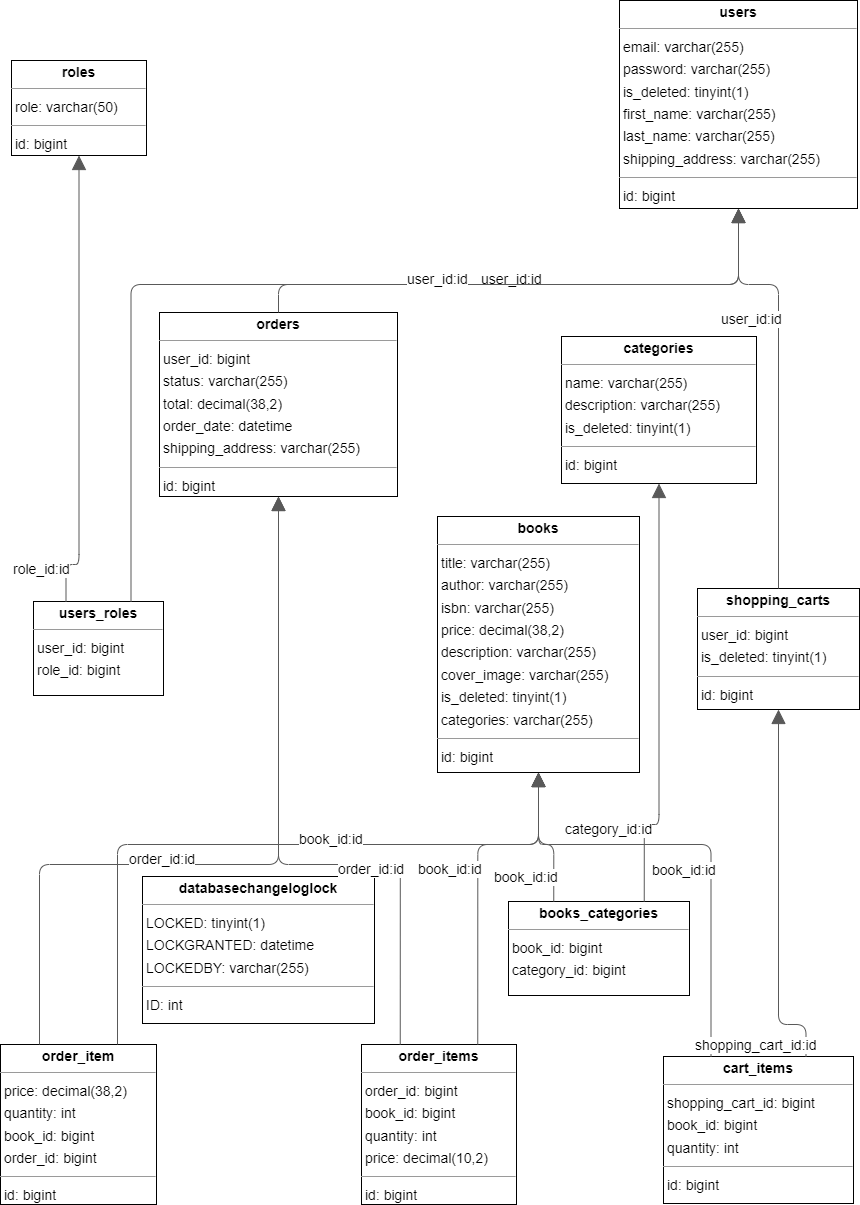 users
email: varchar(255)
password: varchar(255)
is_deleted: tinyint(1)
first_name: varchar(255)
last_name: varchar(255)
shipping_address: varchar(255)
id: bigint
roles
role: varchar(50)
id: bigint
user_id:id
user_id:id
user_id:id
orders
user_id: bigint
status: varchar(255)
total: decimal(38,2)
order_date: datetime
shipping_address: varchar(255)
id: bigint
categories
name: varchar(255)
description: varchar(255)
is_deleted: tinyint(1)
id: bigint
books
title: varchar(255)
author: varchar(255)
isbn: varchar(255)
price: decimal(38,2)
description: varchar(255)
cover_image: varchar(255)
is_deleted: tinyint(1)
categories: varchar(255)
id: bigint
role_id:id
users_roles
user_id: bigint
role_id: bigint
shopping_carts
user_id: bigint
is_deleted: tinyint(1)
id: bigint
book_id:id
category_id:id
order_id:id
order_id:id
book_id:id
book_id:id
book_id:id
databasechangeloglock
LOCKED: tinyint(1)
LOCKGRANTED: datetime
LOCKEDBY: varchar(255)
ID: int
books_categories
book_id: bigint
category_id: bigint
shopping_cart_id:id
order_item
price: decimal(38,2)
quantity: int
book_id: bigint
order_id: bigint
id: bigint
order_items
order_id: bigint
book_id: bigint
quantity: int
price: decimal(10,2)
id: bigint
cart_items
shopping_cart_id: bigint
book_id: bigint
quantity: int
id: bigint